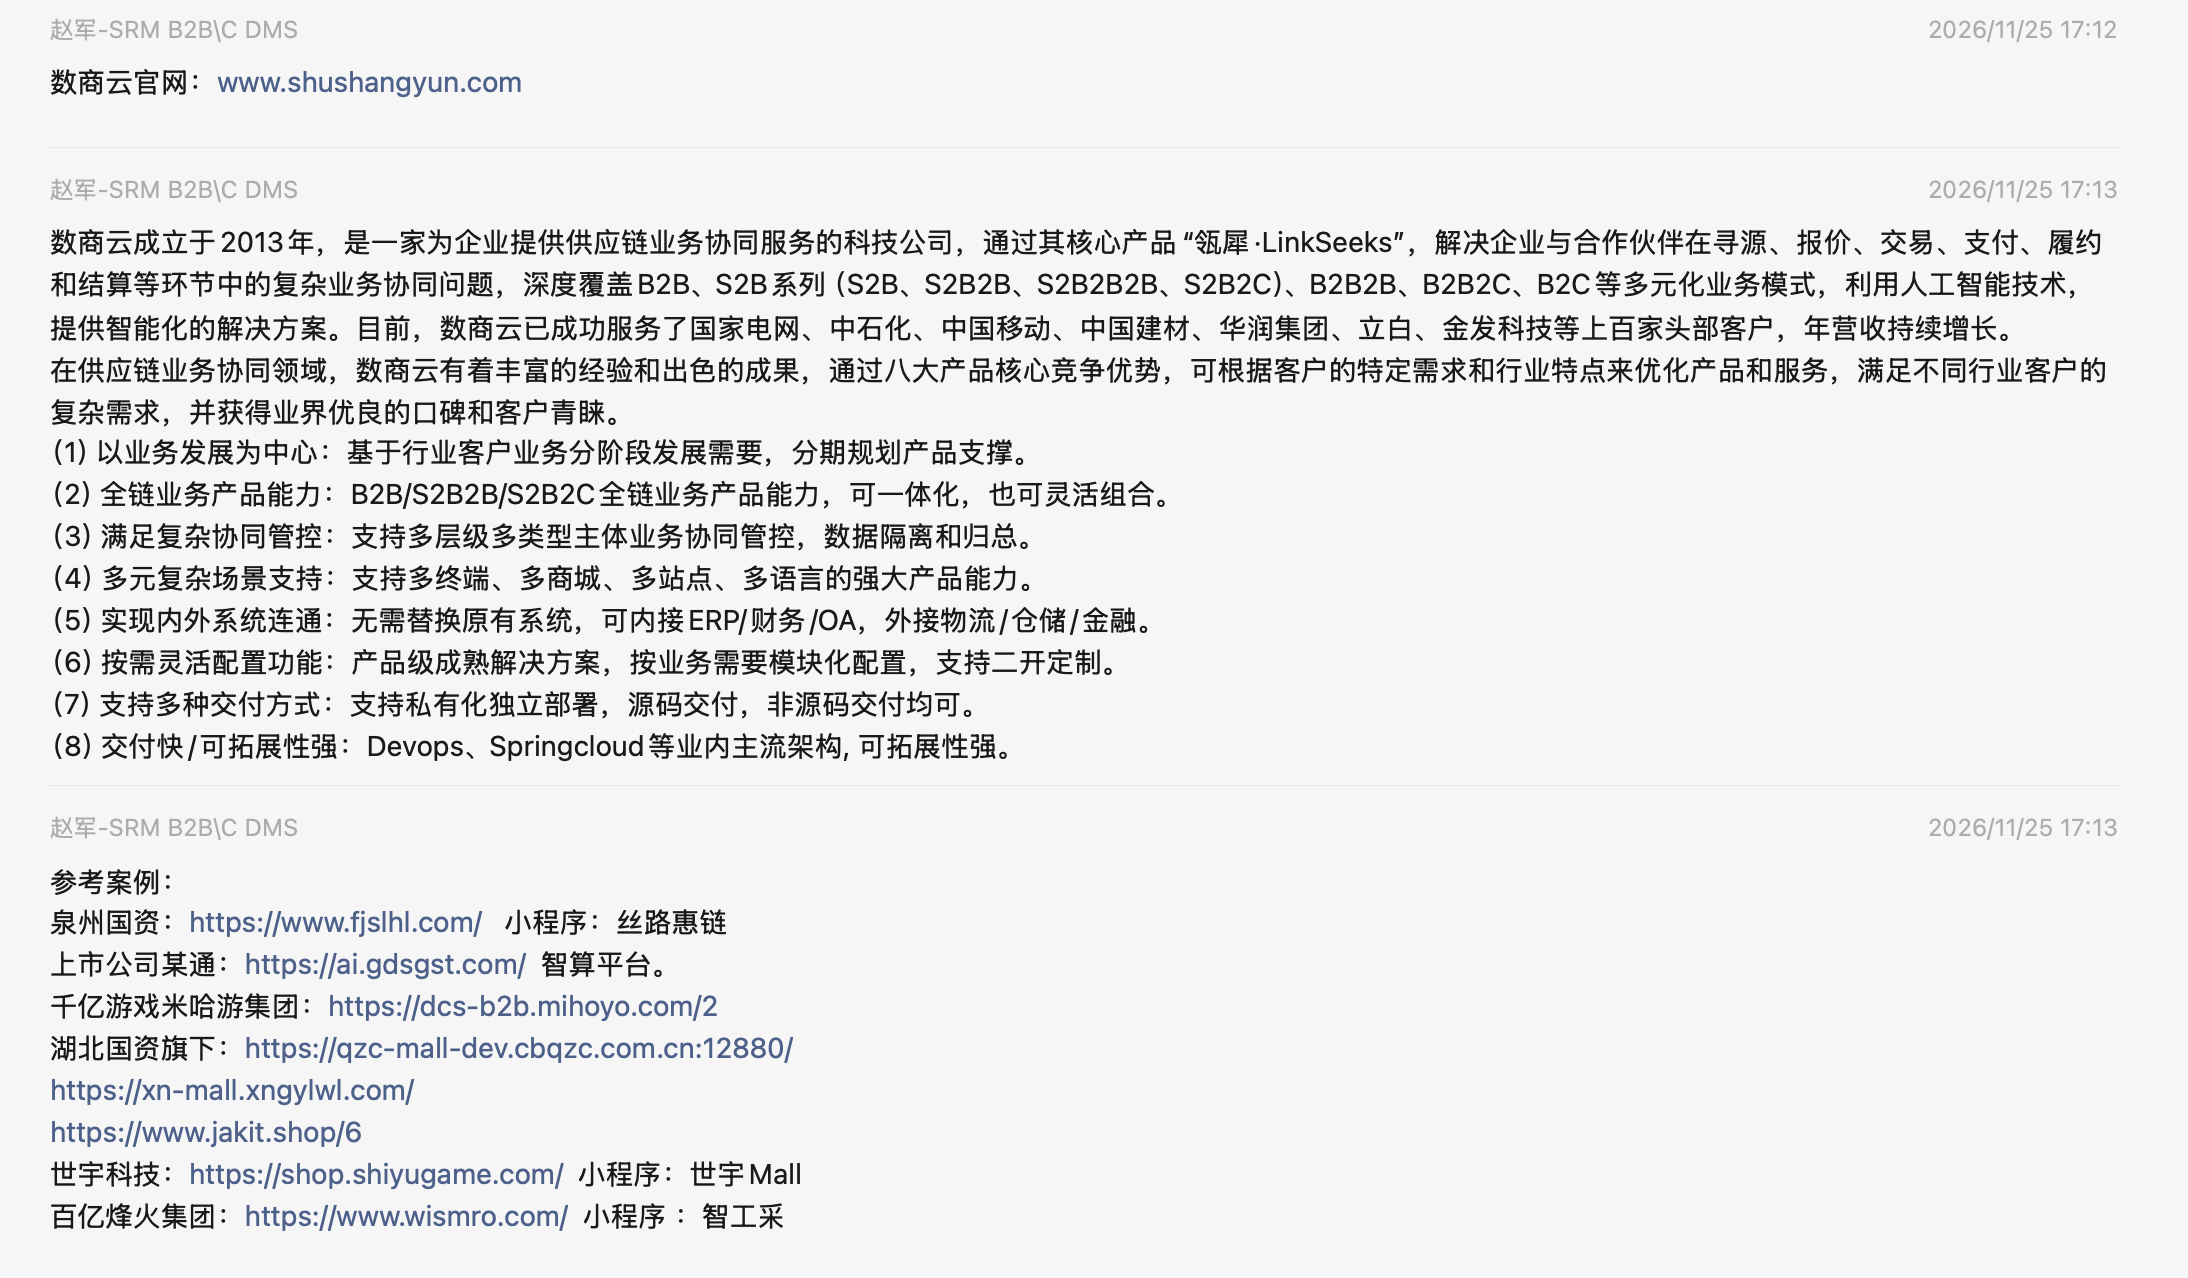 赵军-SRM B2B\C DMS
2026/11/25 17:12
数商云官网：www.shushangyun.com
赵军-SRM B2B\C DMS
2026/11/25 17:13
数商云成立于2013年，是一家为企业提供供应链业务协同服务的科技公司，通过其核心产品“瓴犀·LinkSeeks”，解决企业与合作伙伴在寻源、报价、交易、支付、履约
和结算等环节中的复杂业务协同问题，深度覆盖B2B、S2B系列（S2B、S2B2B、S2B2B2B、S2B2C）、B2B2B、B2B2C、B2C等多元化业务模式，利用人工智能技术，
提供智能化的解决方案。目前，数商云已成功服务了国家电网、中石化、中国移动、中国建材、华润集团、立白、金发科技等上百家头部客户，年营收持续增长。
在供应链业务协同领域，数商云有着丰富的经验和出色的成果，通过八大产品核心竞争优势，可根据客户的特定需求和行业特点来优化产品和服务，满足不同行业客户的
复杂需求，并获得业界优良的口碑和客户青睐。
(1) 以业务发展为中心：基于行业客户业务分阶段发展需要，分期规划产品支撑。
(2) 全链业务产品能力：B2B/S2B2B/S2B2C全链业务产品能力，可一体化，也可灵活组合。
(3) 满足复杂协同管控：支持多层级多类型主体业务协同管控，数据隔离和归总。
(4) 多元复杂场景支持：支持多终端、多商城、多站点、多语言的强大产品能力。
(5) 实现内外系统连通：无需替换原有系统，可内接ERP/财务/OA，外接物流/仓储/金融。
(6) 按需灵活配置功能：产品级成熟解决方案，按业务需要模块化配置，支持二开定制。
(7) 支持多种交付方式：支持私有化独立部署，源码交付，非源码交付均可。
(8) 交付快/可拓展性强：Devops、Springcloud等业内主流架构, 可拓展性强。
赵军-SRM B2B\C DMS
2026/11/25 17:13
参考案例：
泉州国资：https://www.fjslhl.com/ 小程序：丝路惠链
上市公司某通：https://ai.gdsgst.com/ 智算平台。
千亿游戏米哈游集团：https://dcs-b2b.mihoyo.com/2
湖北国资旗下：https://qzc-mall-dev.cbqzc.com.cn:12880/
https://xn-mall.xngylwl.com/
https://www.jakit.shop/6
世宇科技：https://shop.shiyugame.com/ 小程序：世宇Mall
百亿烽火集团：https://www.wismro.com/ 小程序 ：智工采